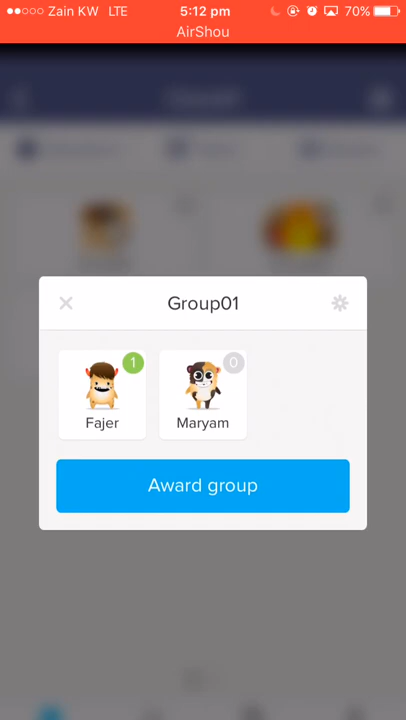 Zain KW LTE 5:12 pm 70%
AirShou
Group01
1 0
Fajer Maryam
Award group